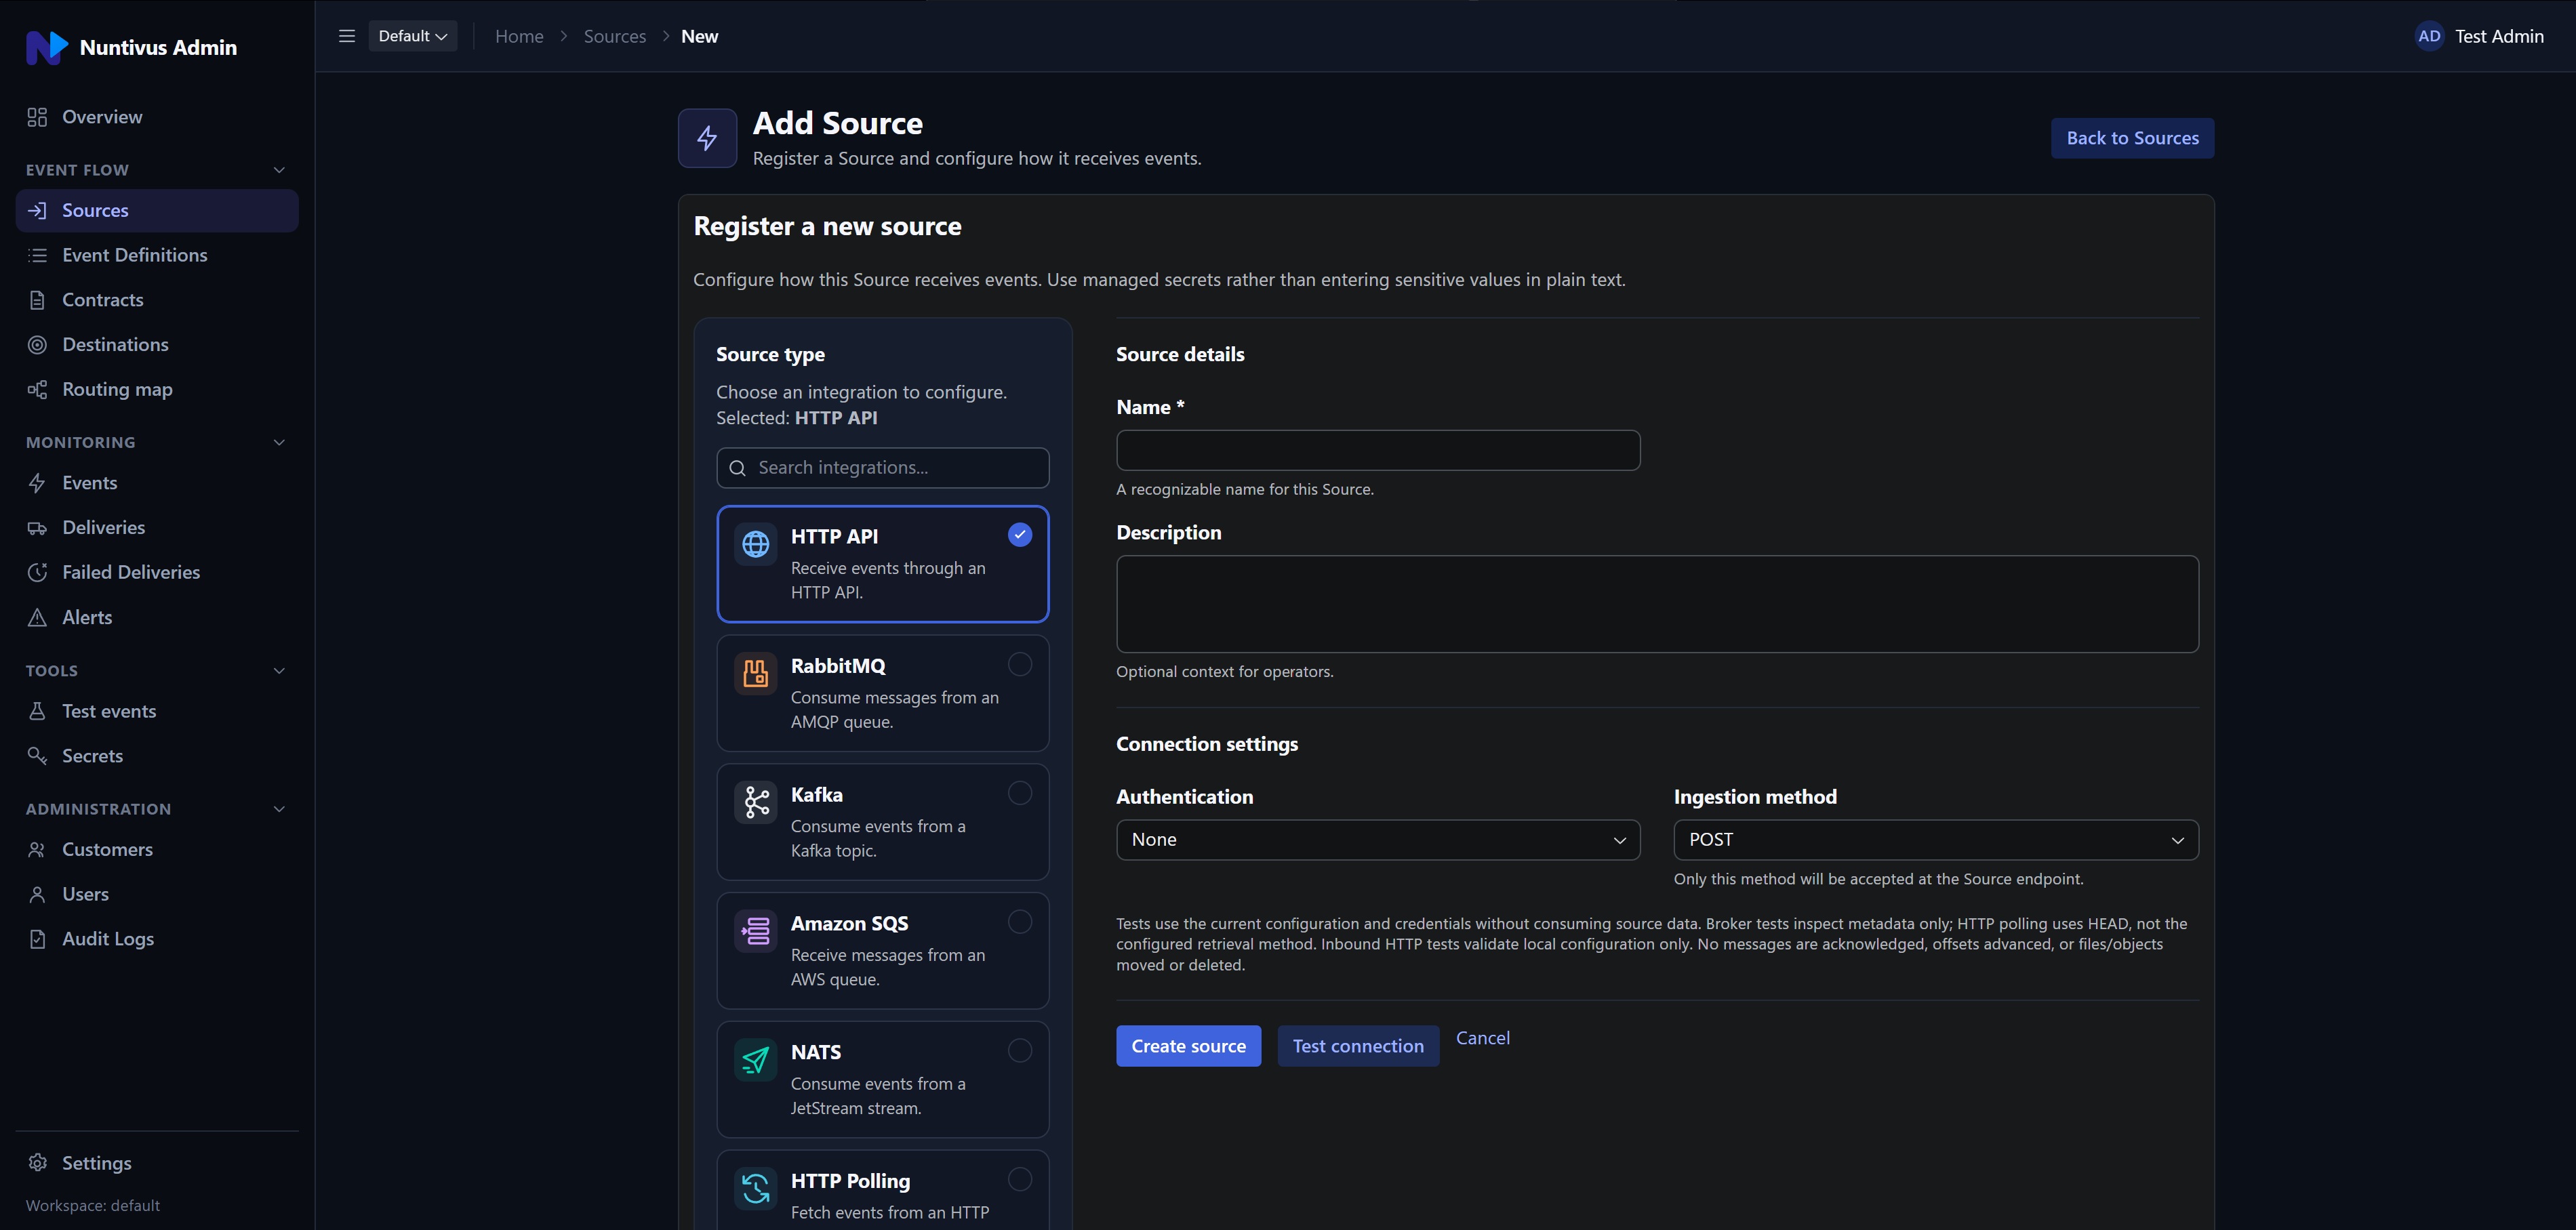 Nuntivus Admin
Default
Home
Sources
New
AD
Test Admin
Overview
EVENT FLOW
Sources
Event Definitions
Contracts
Destinations
Routing map
MONITORING
Events
Deliveries
Failed Deliveries
Alerts
TOOLS
Test events
Secrets
ADMINISTRATION
Customers
Users
Audit Logs
Settings
Workspace: default
Add Source
Register a Source and configure how it receives events.
Back to Sources
Register a new source
Configure how this Source receives events. Use managed secrets rather than entering sensitive values in plain text.
Source type
Choose an integration to configure.
Selected: HTTP API
Search integrations...
HTTP API
Receive events through an
HTTP API.
RabbitMQ
Consume messages from an
AMQP queue.
Kafka
Consume events from a
Kafka topic.
Amazon SQS
Receive messages from an
AWS queue.
NATS
Consume events from a
JetStream stream.
HTTP Polling
Fetch events from an HTTP
Source details
Name *
A recognizable name for this Source.
Description
Optional context for operators.
Connection settings
Authentication
None
Ingestion method
POST
Only this method will be accepted at the Source endpoint.
Tests use the current configuration and credentials without consuming source data. Broker tests inspect metadata only; HTTP polling uses HEAD, not the
configured retrieval method. Inbound HTTP tests validate local configuration only. No messages are acknowledged, offsets advanced, or files/objects
moved or deleted.
Create source
Test connection
Cancel